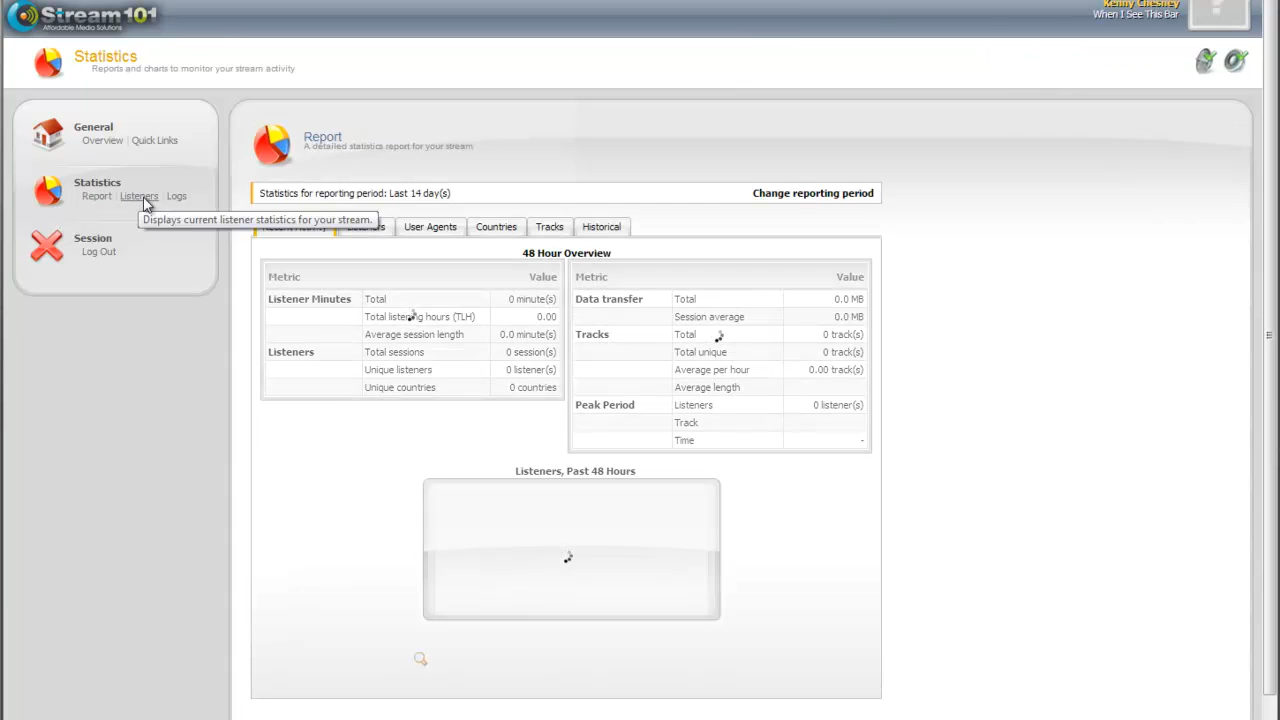 Stream101
Affordable Media Solutions
Kenny Chesney
When I See This Bar
Statistics
Reports and charts to monitor your stream activity
General
Overview | Quick Links
Statistics
Report | Listeners | Logs
Displays current listener statistics for your stream.
Session
Log Out
Report
A detailed statistics report for your stream
Statistics for reporting period: Last 14 day(s)
Change reporting period
Recent Activity Listeners User Agents Countries Tracks Historical
48 Hour Overview
Metric Value
Listener Minutes Total 0 minute(s)
Total listening hours (TLH) 0.00
Average session length 0.0 minute(s)
Listeners Total sessions 0 session(s)
Unique listeners 0 listener(s)
Unique countries 0 countries
Metric Value
Data transfer Total 0.0 MB
Session average 0.0 MB
Tracks Total 0 track(s)
Total unique 0 track(s)
Average per hour 0.00 track(s)
Average length
Peak Period Listeners 0 listener(s)
Track
Time -
Listeners, Past 48 Hours